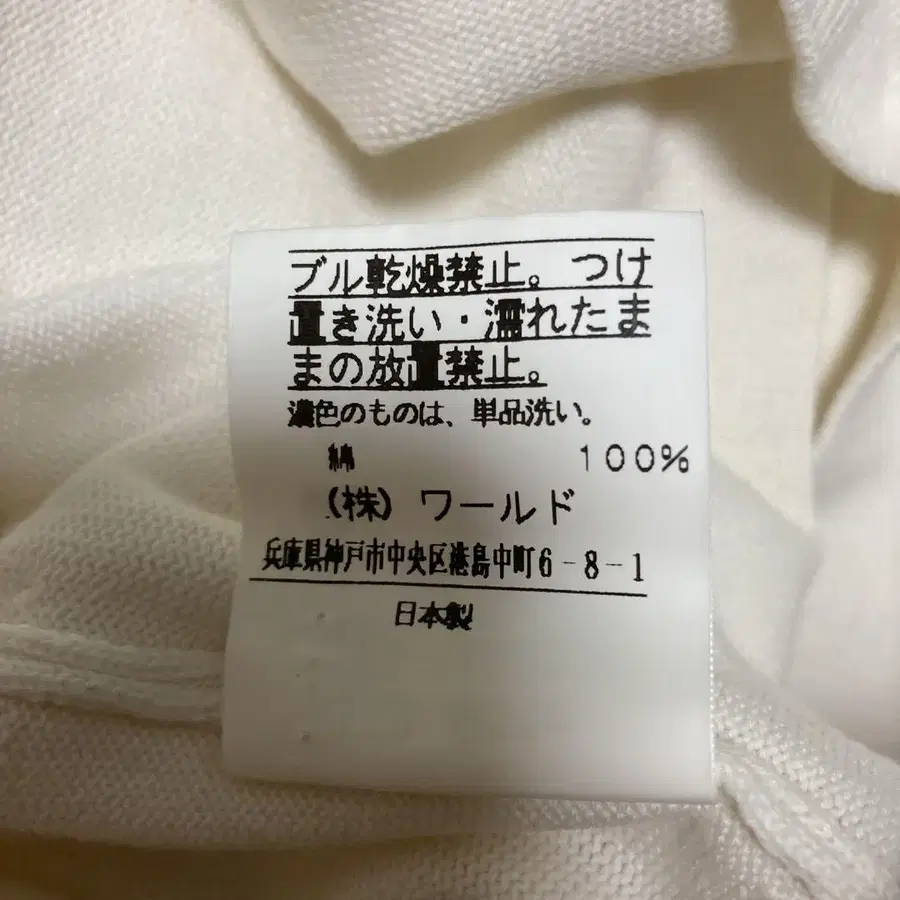 ブル乾燥禁止。つけ
置き洗い・濡れたま
まの放置禁止。
濃色のものは、単品洗い。
綿 100%
(株) ワールド
兵庫県神戸市中央区港島中町6-8-1
日本製